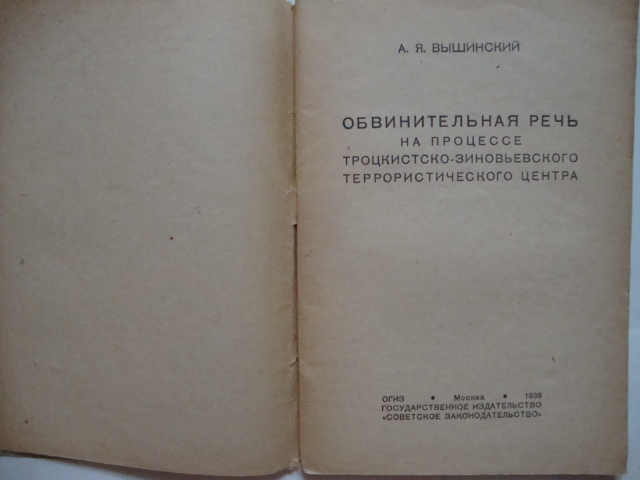 А. Я. ВЫШИНСКИЙ
ОБВИНИТЕЛЬНАЯ РЕЧЬ
НА ПРОЦЕССЕ
ТРОЦКИСТСКО-ЗИНОВЬЕВСКОГО
ТЕРРОРИСТИЧЕСКОГО ЦЕНТРА
ОГИЗ • Москва • 1936
ГОСУДАРСТВЕННОЕ ИЗДАТЕЛЬСТВО
«СОВЕТСКОЕ ЗАКОНОДАТЕЛЬСТВО»